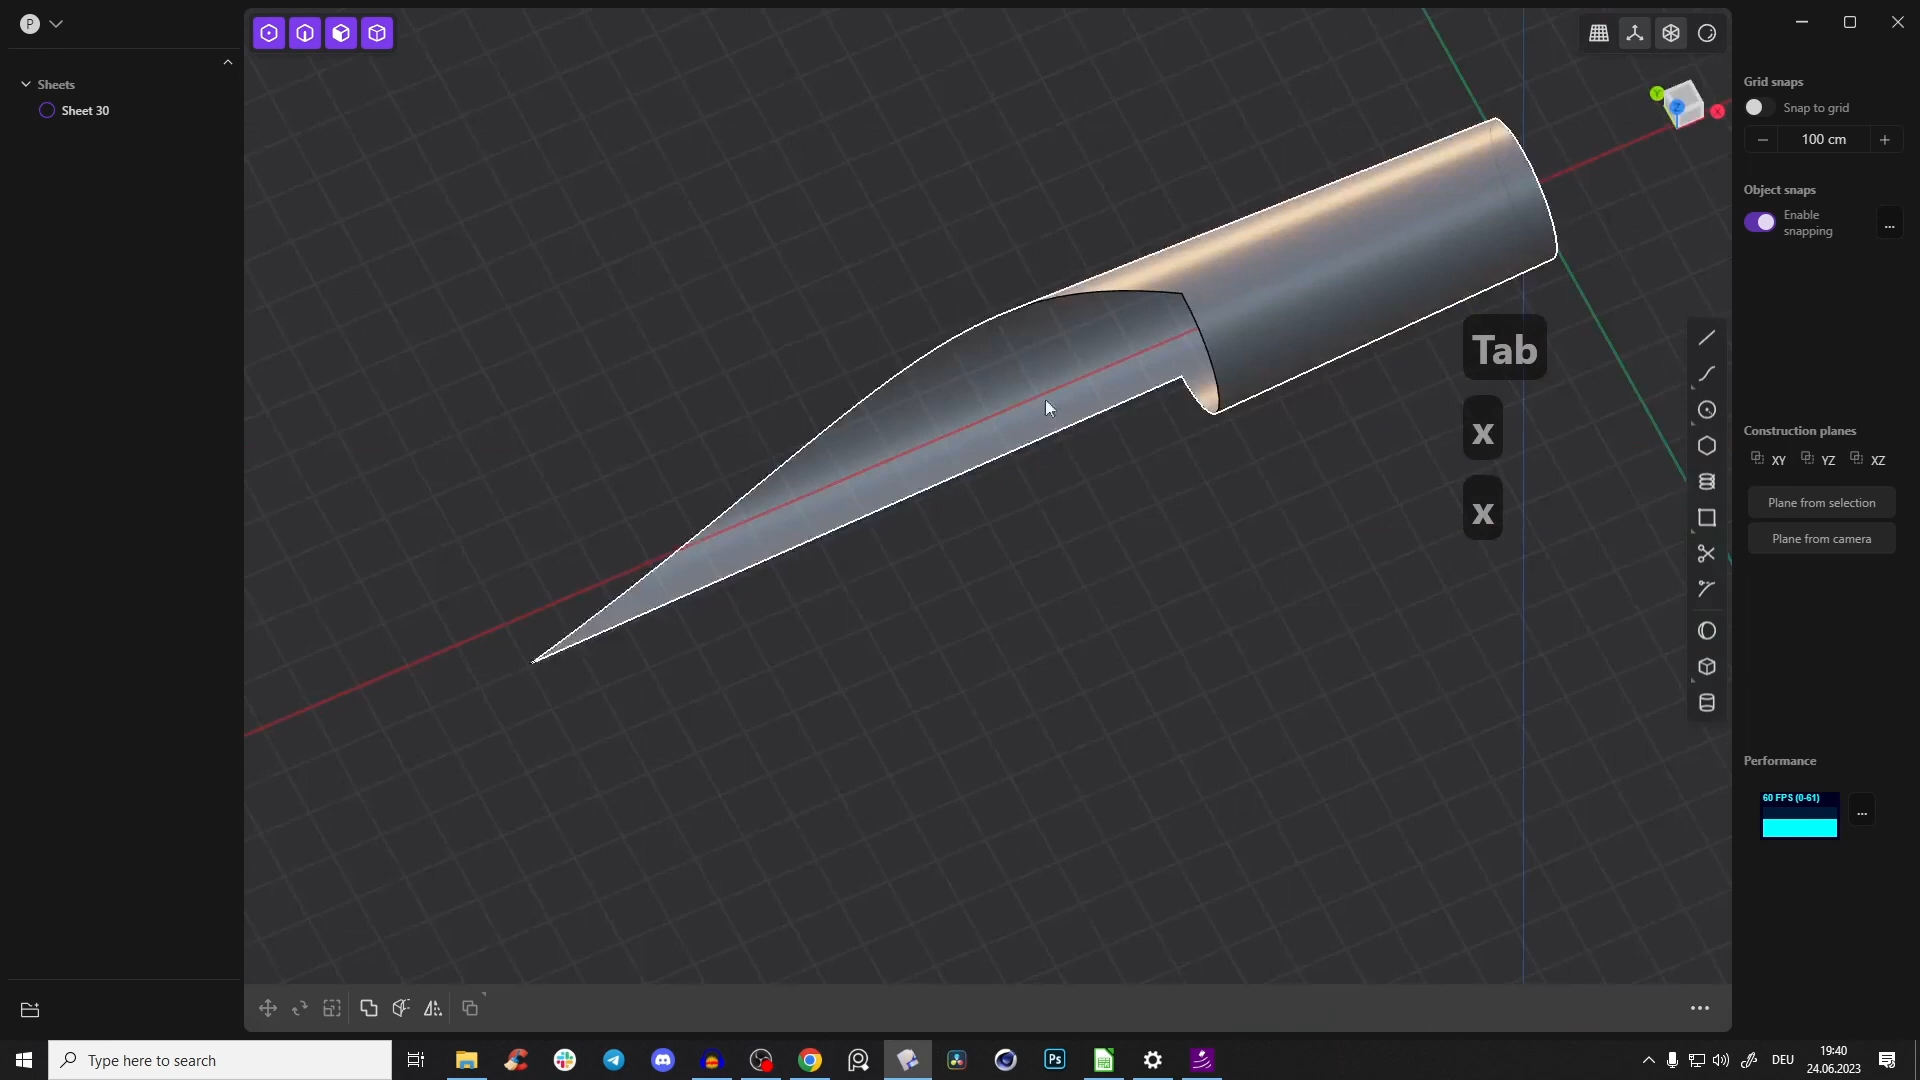 P
Sheets
Sheet 30
Y
Z
X
Grid snaps
Snap to grid
100 cm
Object snaps
Enable
snapping
...
Tab
x
x
Construction planes
XY
YZ
XZ
Plane from selection
Plane from camera
Performance
60 FPS (0-61)
...
Type here to search
Ps
DEU
19:40
24.06.2023